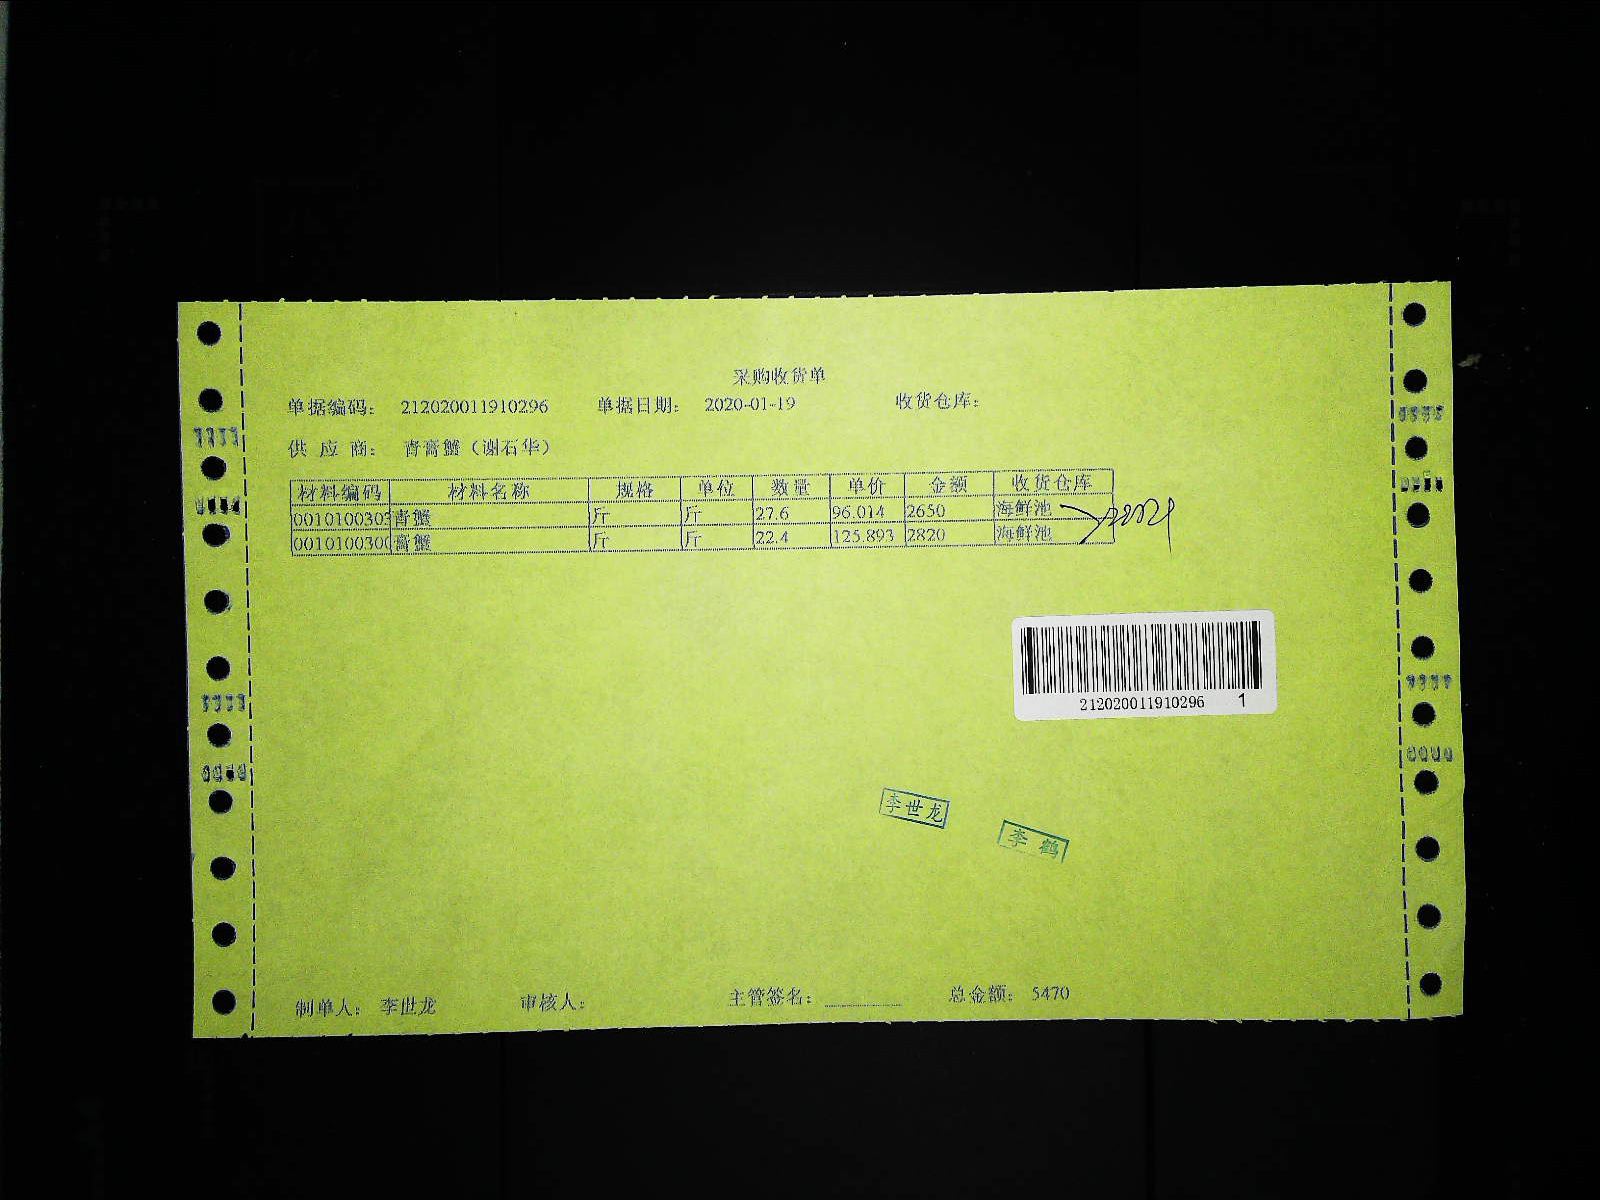 采购收货单
单据编码： 212020011910296 单据日期： 2020-01-19 收货仓库：
供 应 商： 青膏蟹（谢石华）
材料编码 材料名称 规格 单位 数量 单价 金额 收货仓库
0010100303 青蟹 斤 斤 27.6 96.014 2650 海鲜池
0010100300 膏蟹 斤 斤 22.4 125.893 2820 海鲜池
212020011910296 1
李世龙
李鹤
制单人： 李世龙 审核人： 主管签名： 总金额： 5470